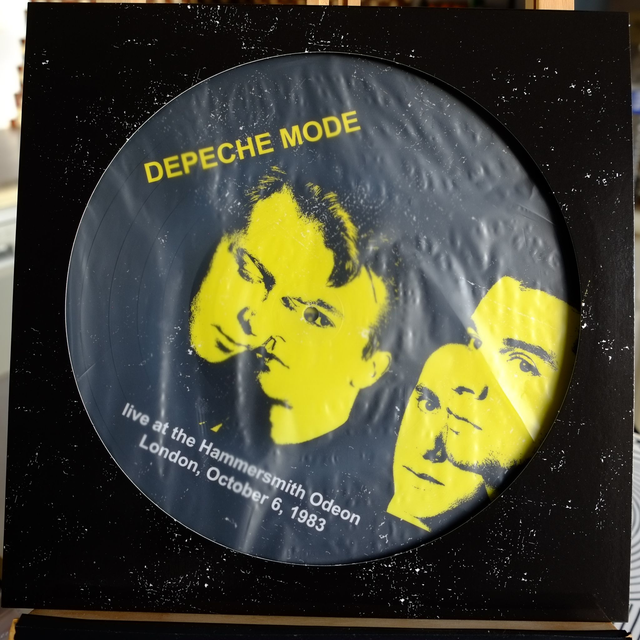 DEPECHE MODE
live at the Hammersmith Odeon
London, October 6, 1983